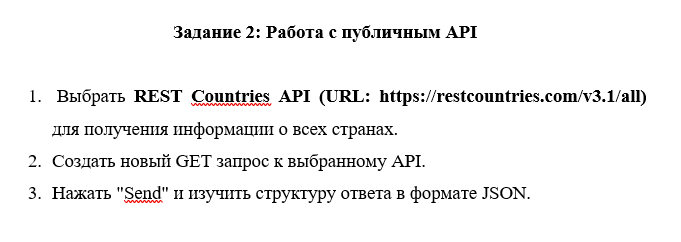 Задание 2: Работа с публичным API
1. Выбрать REST Countries API (URL: https://restcountries.com/v3.1/all)
для получения информации о всех странах.
2. Создать новый GET запрос к выбранному API.
3. Нажать "Send" и изучить структуру ответа в формате JSON.